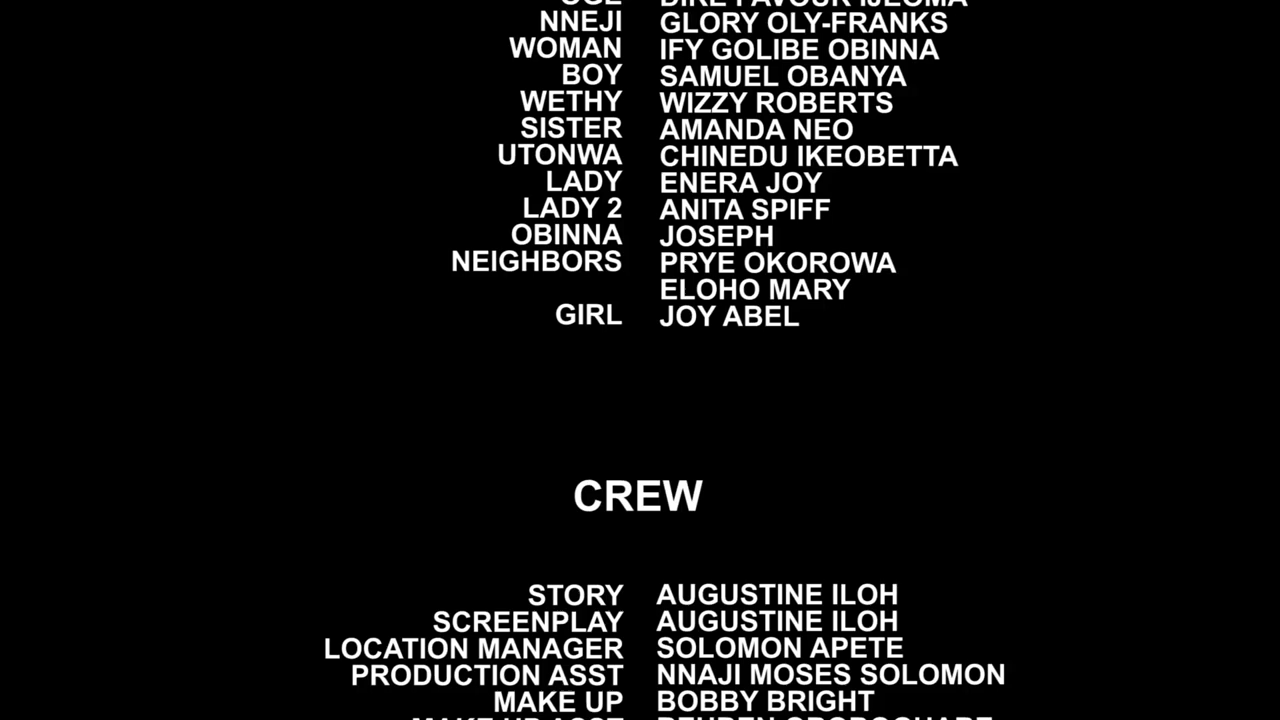 NNEJI GLORY OLY-FRANKS
WOMAN IFY GOLIBE OBINNA
BOY SAMUEL OBANYA
WETHY WIZZY ROBERTS
SISTER AMANDA NEO
UTONWA CHINEDU IKEOBETTA
LADY ENERA JOY
LADY 2 ANITA SPIFF
OBINNA JOSEPH
NEIGHBORS PRYE OKOROWA
ELOHO MARY
GIRL JOY ABEL
CREW
STORY AUGUSTINE ILOH
SCREENPLAY AUGUSTINE ILOH
LOCATION MANAGER SOLOMON APETE
PRODUCTION ASST NNAJI MOSES SOLOMON
MAKE UP BOBBY BRIGHT